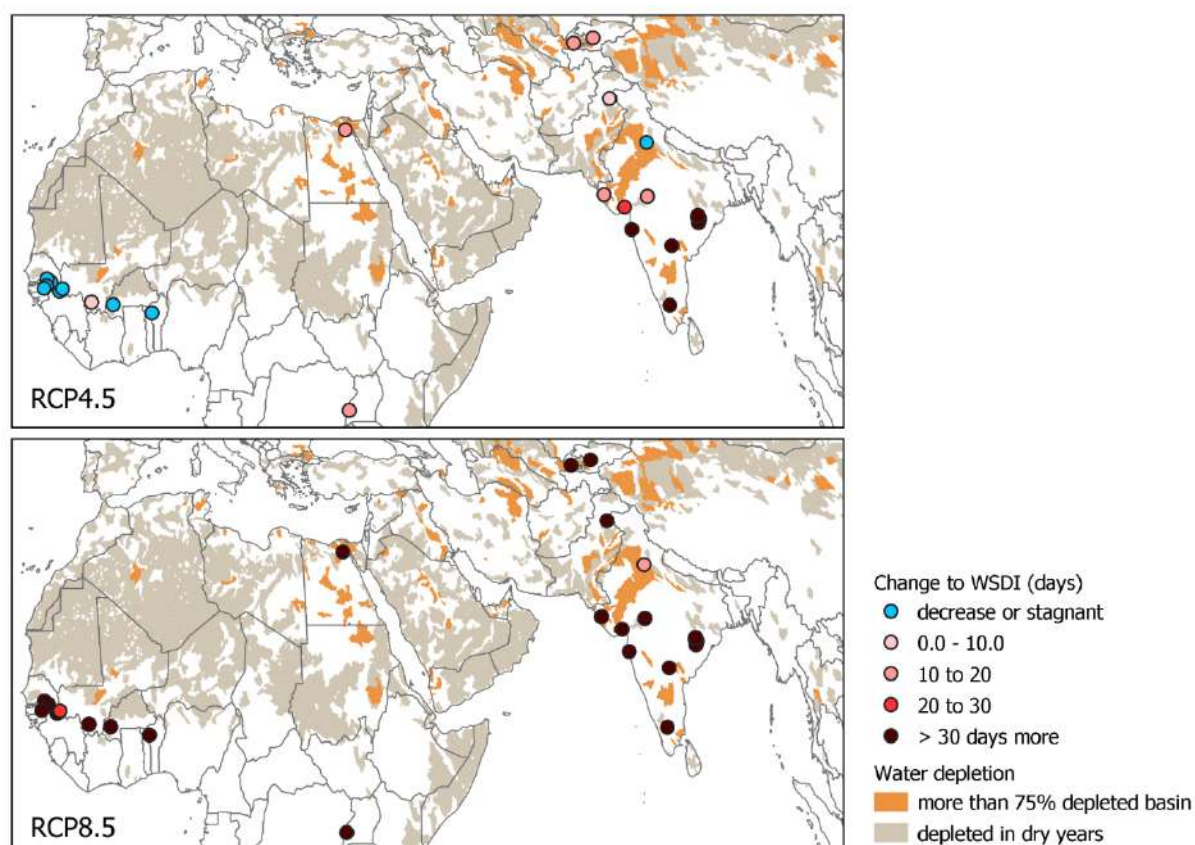 RCP4.5
RCP8.5
Change to WSDI (days)
decrease or stagnant
0.0 - 10.0
10 to 20
20 to 30
> 30 days more
Water depletion
more than 75% depleted basin
depleted in dry years